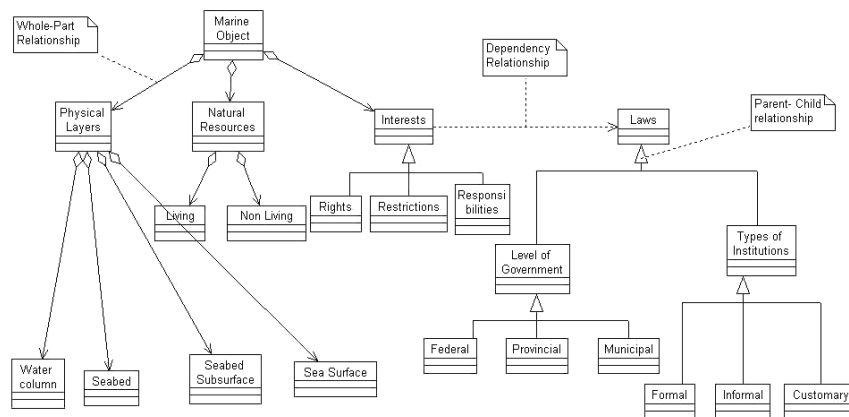 Marine
Object
Whole-Part
Relationship
Dependency
Relationship
Parent- Child
relationship
Physical
Layers
Natural
Resources
Interests
Laws
Living
Non Living
Rights
Restrictions
Responsi
bilities
Level of
Government
Types of
Institutions
Federal
Provincial
Municipal
Water
column
Seabed
Seabed
Subsurface
Sea Surface
Formal
Informal
Customary